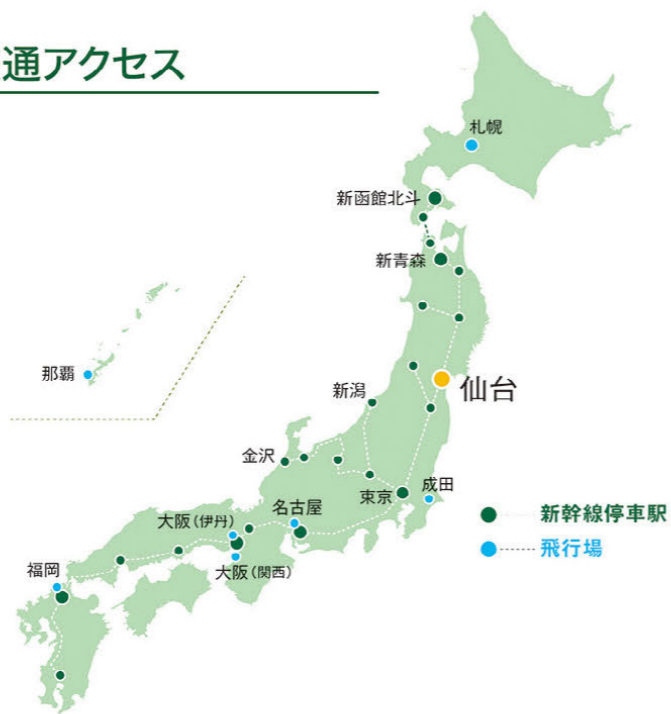 通アクセス
札幌
新函館北斗
新青森
那覇
仙台
新潟
金沢
東京
成田
名古屋
大阪（伊丹）
大阪（関西）
福岡
新幹線停車駅
飛行場